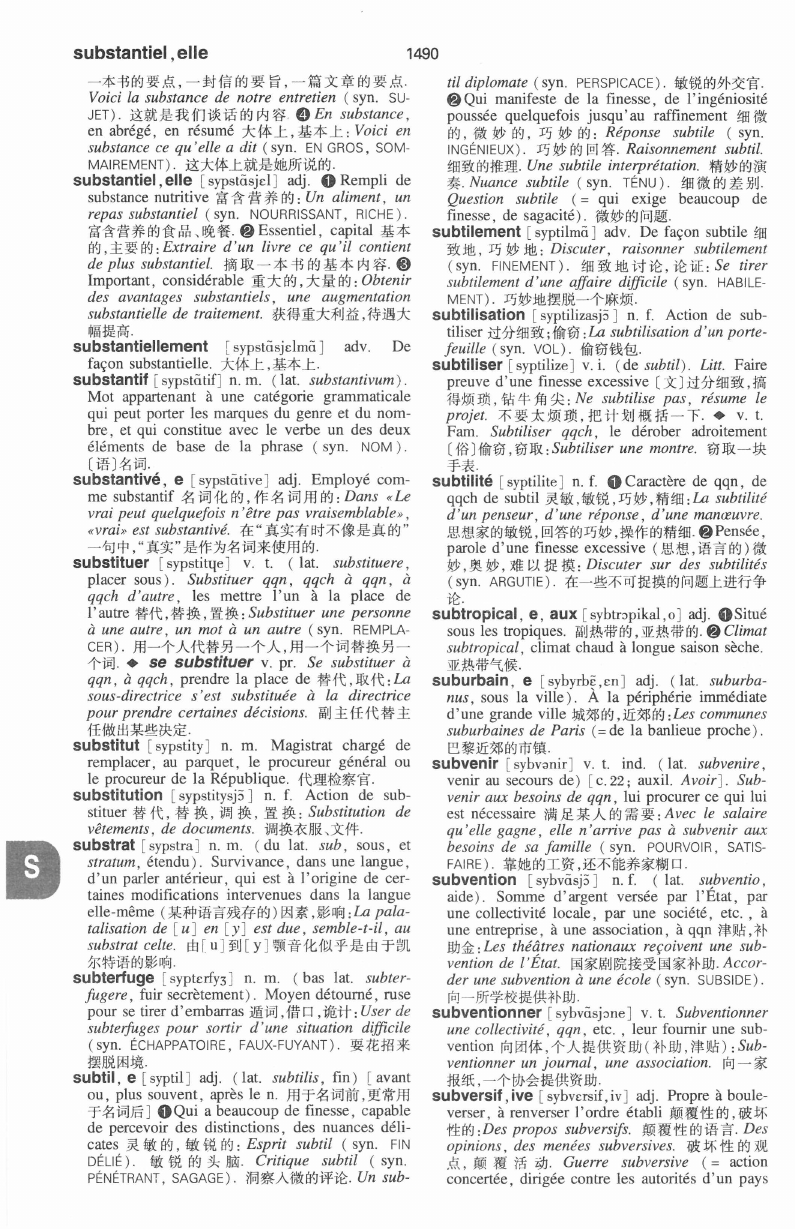 substantiel,elle
1490
一本书的要点,一封信的要旨,一篇文章的要点.
Voici la substance de notre entretien (syn. SU-
JET). 这就是我们谈话的内容. ❹ En substance,
en abrégé, en résumé 大体上,基本上: Voici en
substance ce qu'elle a dit (syn. EN GROS, SOM-
MAIREMENT). 这大体上就是她所说的.
substantiel,elle [sypstɑ̃sjɛl] adj. ❶ Rempli de
substance nutritive 富含营养的: Un aliment, un
repas substantiel (syn. NOURRISSANT, RICHE).
富含营养的食品、晚餐. ❷ Essentiel, capital 基本
的,主要的: Extraire d'un livre ce qu'il contient
de plus substantiel. 摘取一本书的基本内容. ❸
Important, considérable 重大的,大量的: Obtenir
des avantages substantiels, une augmentation
substantielle de traitement. 获得重大利益,待遇大
幅提高.
substantiellement [sypstɑ̃sjɛlmɑ̃] adv. De
façon substantielle. 大体上,基本上.
substantif [sypstɑ̃tif] n. m. (lat. substantivum).
Mot appartenant à une catégorie grammaticale
qui peut porter les marques du genre et du nom-
bre, et qui constitue avec le verbe un des deux
éléments de base de la phrase (syn. NOM).
[语]名词.
substantivé, e [sypstɑ̃tive] adj. Employé com-
me substantif 名词化的,作名词用的: Dans «Le
vrai peut quelquefois n'être pas vraisemblable»,
«vrai» est substantivé. 在“真实有时不像是真的”
一句中,“真实”是作为名词来使用的.
substituer [sypstitɥe] v. t. (lat. substituere,
placer sous). Substituer qqn, qqch à qqn, à
qqch d'autre, les mettre l'un à la place de
l'autre 替代,替换,置换: Substituer une personne
à une autre, un mot à un autre (syn. REMPLA-
CER). 用一个人代替另一个人,用一个词替换另一
个词. ◆ se substituer v. pr. Se substituer à
qqn, à qqch, prendre la place de 替代,取代: La
sous-directrice s'est substituée à la directrice
pour prendre certaines décisions. 副主任代替主
任做出某些决定.
substitut [sypstity] n. m. Magistrat chargé de
remplacer, au parquet, le procureur général ou
le procureur de la République. 代理检察官.
substitution [sypstitysjɔ̃] n. f. Action de sub-
stituer 替代,替换,调换,置换: Substitution de
vêtements, de documents. 调换衣服、文件.
substrat [sypstra] n. m. (du lat. sub, sous, et
stratum, étendu). Survivance, dans une langue,
d'un parler antérieur, qui est à l'origine de cer-
taines modifications intervenues dans la langue
elle-même (某种语言残存的)因素,影响: La pala-
talisation de [u] en [y] est due, semble-t-il, au
substrat celte. 由[u]到[y]颚音化似乎是由于凯
尔特语的影响.
subterfuge [syptɛrfyʒ] n. m. (bas lat. subter-
fugere, fuir secrètement). Moyen détourné, ruse
pour se tirer d'embarras 遁词,借口,诡计: User de
subterfuges pour sortir d'une situation difficile
(syn. ÉCHAPPATOIRE, FAUX-FUYANT). 耍花招来
摆脱困境.
subtil, e [syptil] adj. (lat. subtilis, fin) [avant
ou, plus souvent, après le n. 用于名词前,更常用
于名词后] ❶ Qui a beaucoup de finesse, capable
de percevoir des distinctions, des nuances déli-
cates 灵敏的,敏锐的: Esprit subtil (syn. FIN
DÉLIÉ). 敏锐的头脑. Critique subtil (syn.
PÉNÉTRANT, SAGAGE). 洞察入微的评论. Un sub-
S
til diplomate (syn. PERSPICACE). 敏锐的外交官.
❷ Qui manifeste de la finesse, de l'ingéniosité
poussée quelquefois jusqu'au raffinement 细微
的,微妙的,巧妙的: Réponse subtile (syn.
INGÉNIEUX). 巧妙的回答. Raisonnement subtil.
细致的推理. Une subtile interprétation. 精妙的演
奏. Nuance subtile (syn. TÉNU). 细微的差别.
Question subtile (= qui exige beaucoup de
finesse, de sagacité). 微妙的问题.
subtilement [syptilmɑ̃] adv. De façon subtile 细
致地,巧妙地: Discuter, raisonner subtilement
(syn. FINEMENT). 细致地讨论,论证: Se tirer
subtilement d'une affaire difficile (syn. HABILE-
MENT). 巧妙地摆脱一个麻烦.
subtilisation [syptilizasjɔ̃] n. f. Action de sub-
tiliser 过分细致;偷窃: La subtilisation d'un porte-
feuille (syn. VOL). 偷窃钱包.
subtiliser [syptilize] v. i. (de subtil). Litt. Faire
preuve d'une finesse excessive [文]过分细致,搞
得烦琐,钻牛角尖: Ne subtilise pas, résume le
projet. 不要太烦琐,把计划概括一下. ◆ v. t.
Fam. Subtiliser qqch, le dérober adroitement
[俗]偷窃,窃取: Subtiliser une montre. 窃取一块
手表.
subtilité [syptilite] n. f. ❶ Caractère de qqn, de
qqch de subtil 灵敏,敏锐,巧妙,精细: La subtilité
d'un penseur, d'une réponse, d'une manœuvre.
思想家的敏锐,回答的巧妙,操作的精细. ❷ Pensée,
parole d'une finesse excessive (思想,语言的)微
妙,奥妙,难以捉摸: Discuter sur des subtilités
(syn. ARGUTIE). 在一些不可捉摸的问题上进行争
论.
subtropical, e, aux [sybtrɔpikal,o] adj. ❶ Situé
sous les tropiques. 副热带的,亚热带的. ❷ Climat
subtropical, climat chaud à longue saison sèche.
亚热带气候.
suburbain, e [sybyrbɛ̃,ɛn] adj. (lat. suburba-
nus, sous la ville). À la périphérie immédiate
d'une grande ville 城郊的,近郊的: Les communes
suburbaines de Paris (= de la banlieue proche).
巴黎近郊的市镇.
subvenir [sybvənir] v. t. ind. (lat. subvenire,
venir au secours de) [c.22; auxil. Avoir]. Sub-
venir aux besoins de qqn, lui procurer ce qui lui
est nécessaire 满足某人的需要: Avec le salaire
qu'elle gagne, elle n'arrive pas à subvenir aux
besoins de sa famille (syn. POURVOIR, SATIS-
FAIRE). 靠她的工资,还不能养家糊口.
subvention [sybvɑ̃sjɔ̃] n. f. (lat. subventio,
aide). Somme d'argent versée par l'État, par
une collectivité locale, par une société, etc., à
une entreprise, à une association, à qqn 津贴,补
助金: Les théâtres nationaux reçoivent une sub-
vention de l'État. 国家剧院接受国家补助. Accor-
der une subvention à une école (syn. SUBSIDE).
向一所学校提供补助.
subventionner [sybvɑ̃sjɔne] v. t. Subventionner
une collectivité, qqn, etc., leur fournir une sub-
vention 向团体,个人提供资助(补助,津贴): Sub-
ventionner un journal, une association. 向一家
报纸,一个协会提供资助.
subversif,ive [sybvɛrsif,iv] adj. Propre à boule-
verser, à renverser l'ordre établi 颠覆性的,破坏
性的: Des propos subversifs. 颠覆性的语言. Des
opinions, des menées subversives. 破坏性的观
点,颠覆活动. Guerre subversive (= action
concertée, dirigée contre les autorités d'un pays